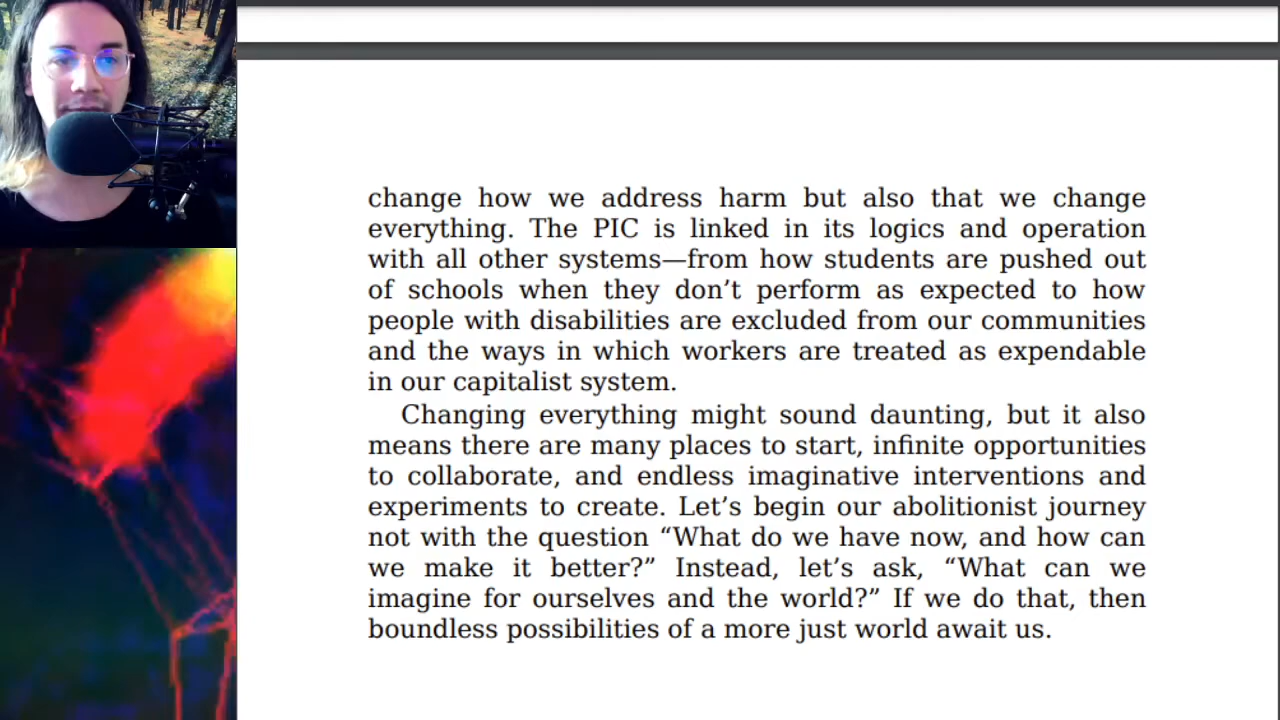 change how we address harm but also that we change
everything. The PIC is linked in its logics and operation
with all other systems—from how students are pushed out
of schools when they don’t perform as expected to how
people with disabilities are excluded from our communities
and the ways in which workers are treated as expendable
in our capitalist system.
Changing everything might sound daunting, but it also
means there are many places to start, infinite opportunities
to collaborate, and endless imaginative interventions and
experiments to create. Let’s begin our abolitionist journey
not with the question “What do we have now, and how can
we make it better?” Instead, let’s ask, “What can we
imagine for ourselves and the world?” If we do that, then
boundless possibilities of a more just world await us.